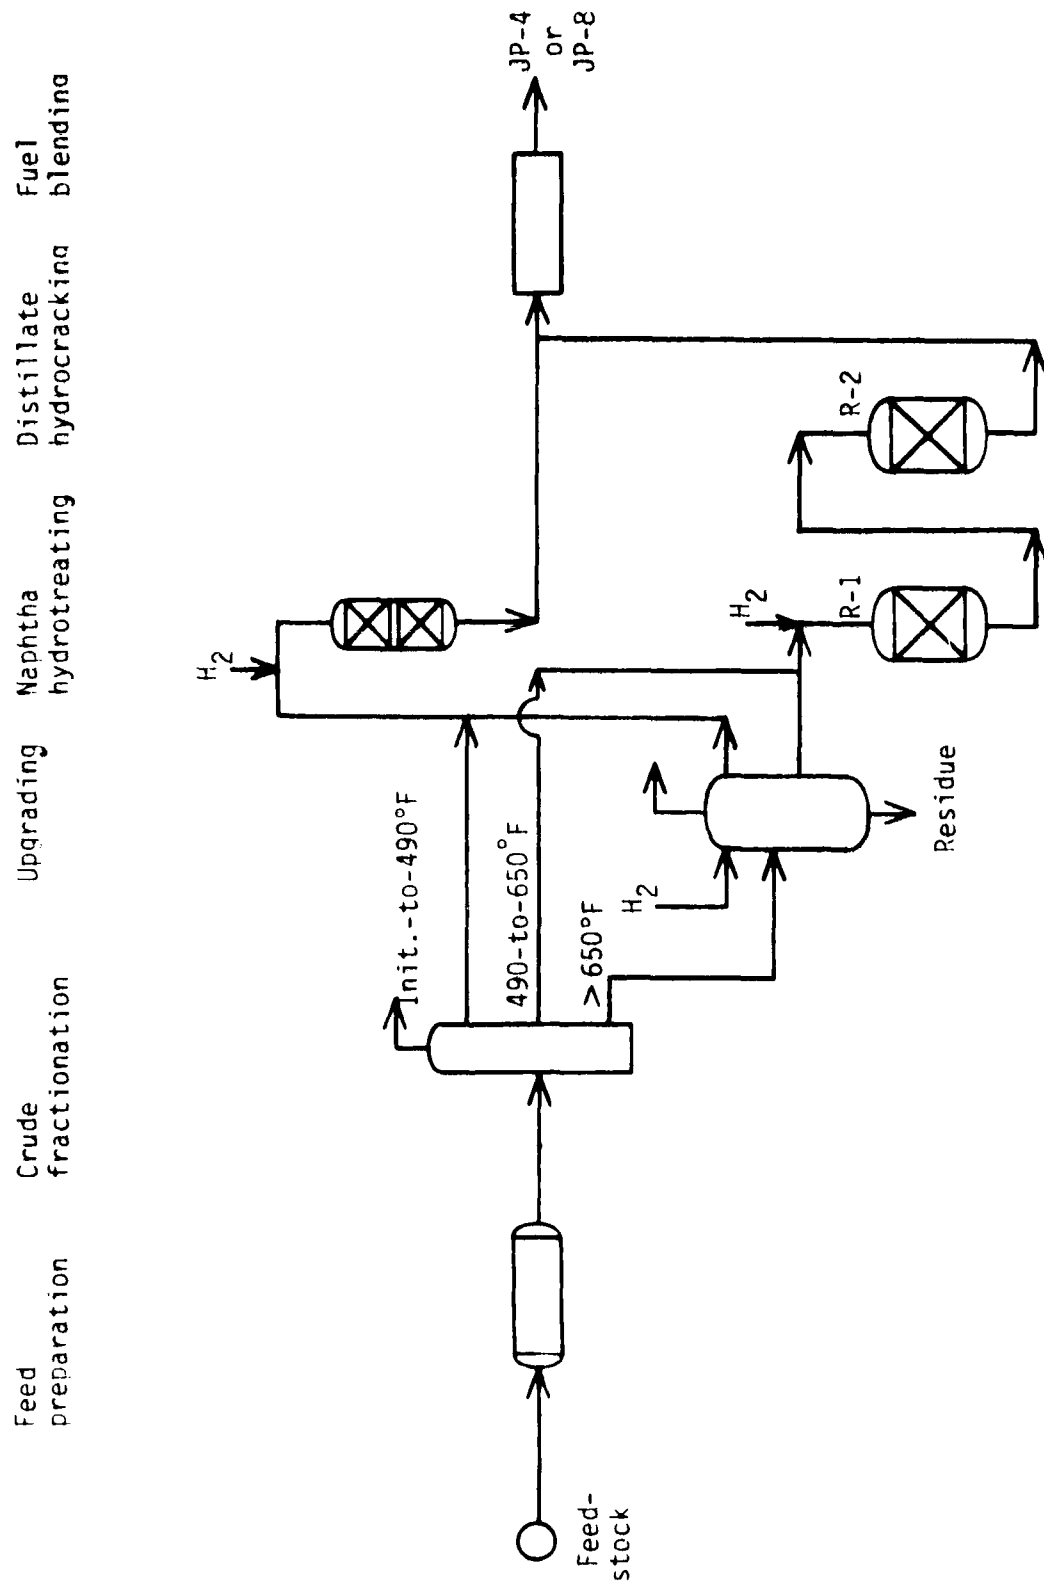 Feed
preparation
Crude
fractionation
Upgrading
Naphtha
hydrotreating
Distillate
hydrocracking
Fuel
blending
H2
Init.-to-490°F
490-to-650°F
>650°F
H2
H2
R-1
R-2
JP-4
or
JP-8
Residue
Feed-
stock